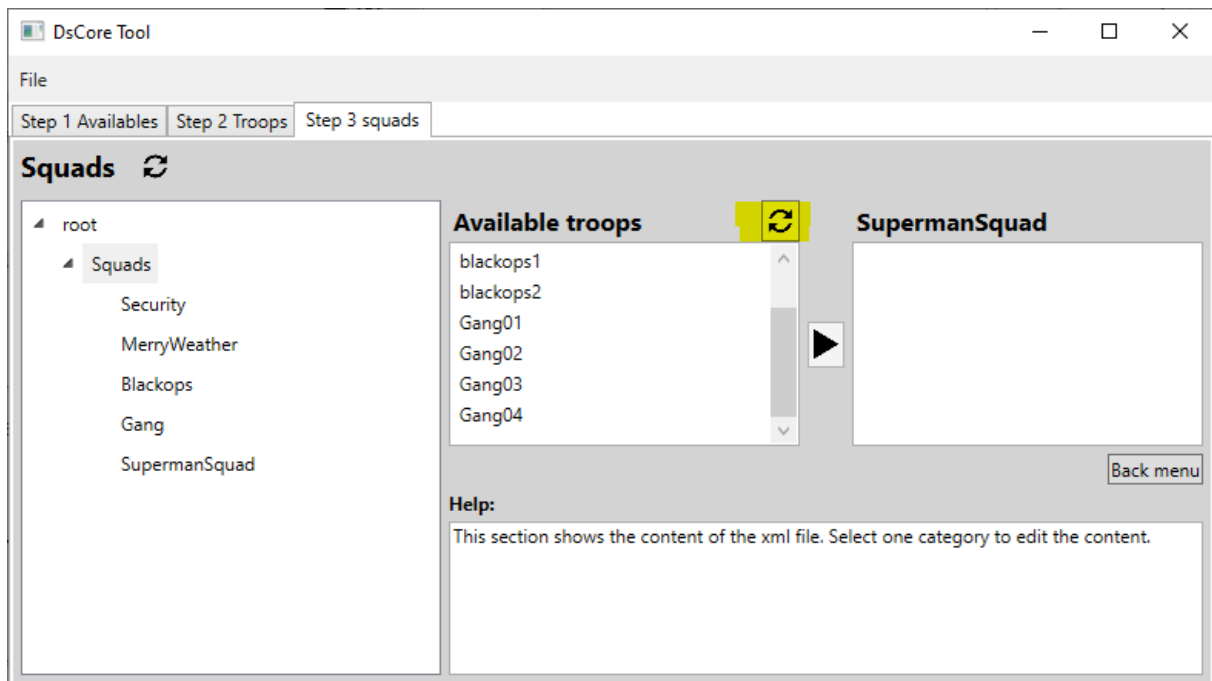 DsCore Tool
File
Step 1 Availables
Step 2 Troops
Step 3 squads
Squads
root
Squads
Security
MerryWeather
Blackops
Gang
SupermanSquad
Available troops
blackops1
blackops2
Gang01
Gang02
Gang03
Gang04
SupermanSquad
Back menu
Help:
This section shows the content of the xml file. Select one category to edit the content.